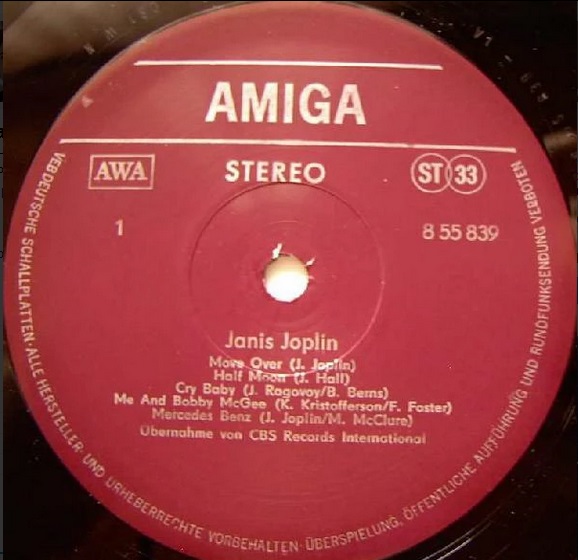 AMIGA
AWA
STEREO
ST 33
1
8 55 839
Janis Joplin
Move Over (J. Joplin)
Half Moon (J. Hall)
Cry Baby (J. Ragovoy/B. Berns)
Me And Bobby McGee (K. Kristofferson/F. Foster)
Mercedes Benz (J. Joplin/M. McClure)
Übernahme von CBS Records International
VEB DEUTSCHE SCHALLPLATTEN · ALLE HERSTELLER- UND URHEBERRECHTE VORBEHALTEN · ÜBERSPIELUNG, ÖFFENTLICHE AUFFÜHRUNG UND RUNDFUNKSENDUNG VERBOTEN